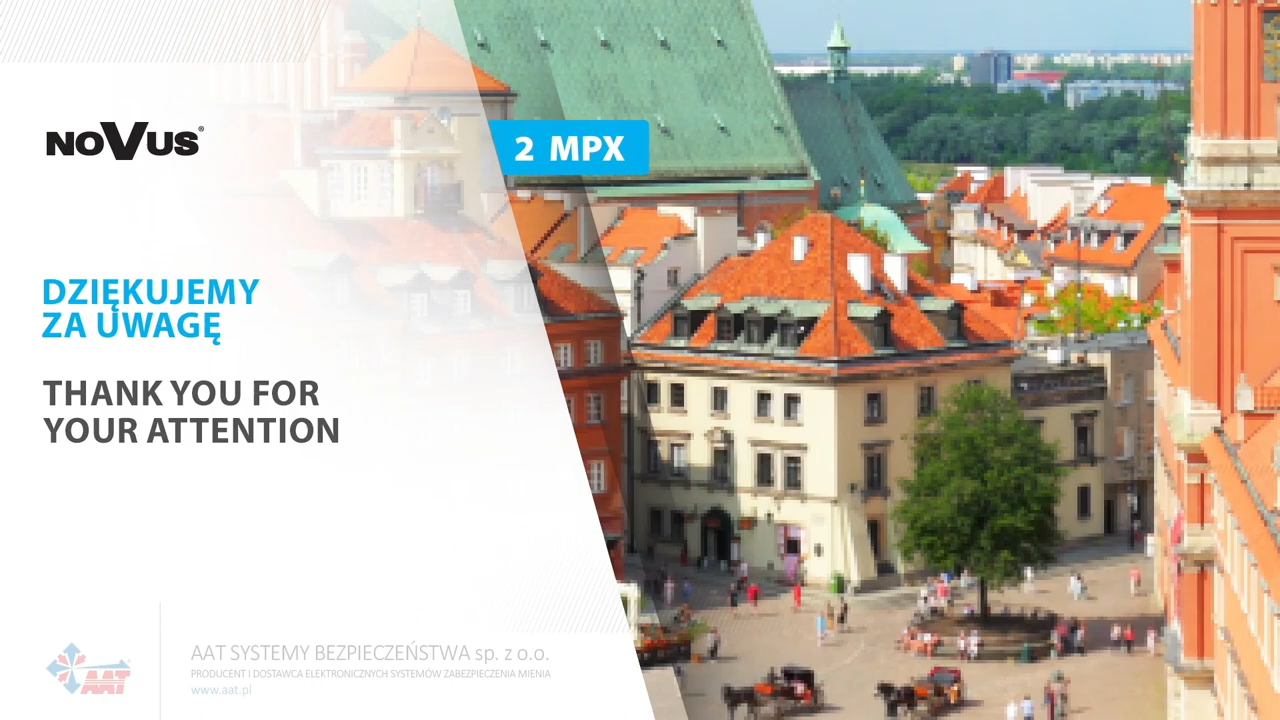 NOVUS®
2 MPX
DZIĘKUJEMY
ZA UWAGĘ
THANK YOU FOR
YOUR ATTENTION
AAT
AAT SYSTEMY BEZPIECZEŃSTWA sp. z o.o.
PRODUCENT I DOSTAWCA ELEKTRONICZNYCH SYSTEMÓW ZABEZPIECZENIA MIENIA
www.aat.pl